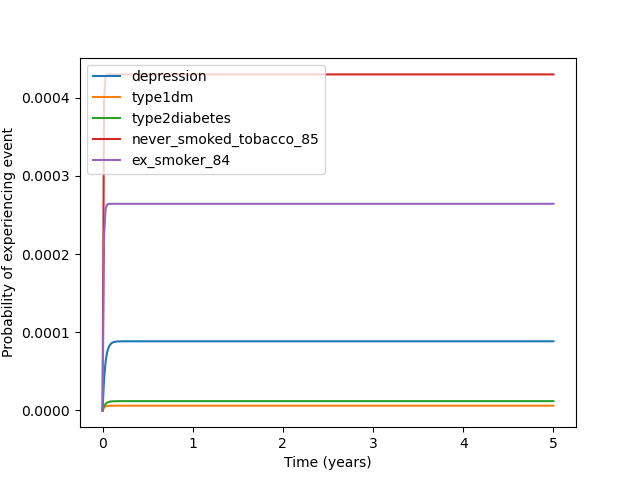 depression
type1dm
type2diabetes
never_smoked_tobacco_85
ex_smoker_84
0.0004
0.0003
0.0002
0.0001
0.0000
Probability of experiencing event
0 1 2 3 4 5
Time (years)